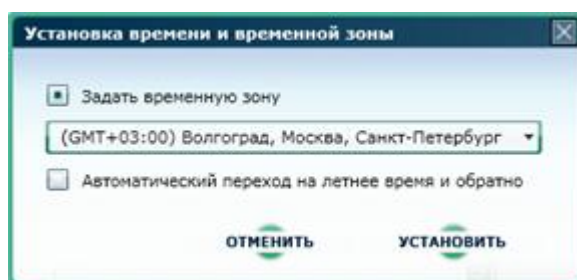 Установка времени и временной зоны
Задать временную зону
(GMT+03:00) Волгоград, Москва, Санкт-Петербург
Автоматический переход на летнее время и обратно
ОТМЕНИТЬ УСТАНОВИТЬ